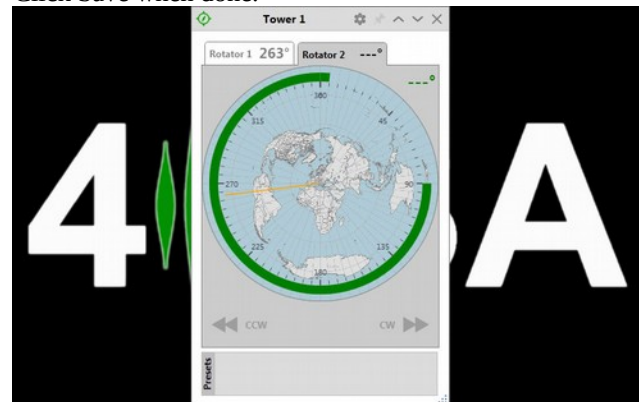 Click Save when done.
Tower 1
Rotator 1 263°
Rotator 2 ---°
---°
360
45
90
135
180
225
270
315
4
A
CCW
CW
Presets